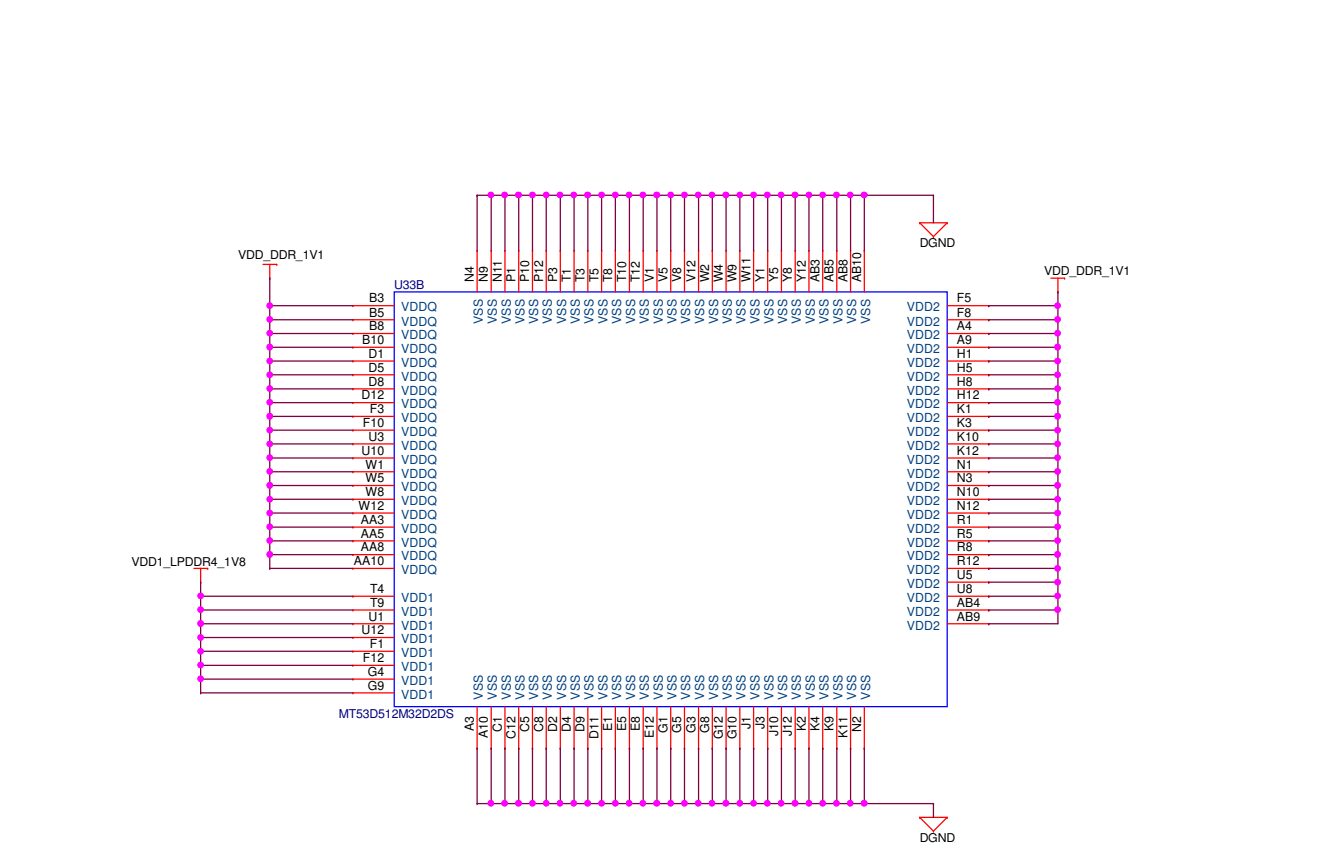 DGND
N4 N9 N11 P1 P10 P12 P3 T1 T3 T5 T8 T10 T12 V1 V5 V8 V12 W2 W4 W9 W11 Y1 Y5 Y8 Y12 AB3 AB5 AB8 AB10
VDD_DDR_1V1
VDD_DDR_1V1
U33B
VSS VSS VSS VSS VSS VSS VSS VSS VSS VSS VSS VSS VSS VSS VSS VSS VSS VSS VSS VSS VSS VSS VSS VSS VSS VSS VSS VSS VSS
B3 VDDQ VDD2 F5
B5 VDDQ VDD2 F8
B8 VDDQ VDD2 A4
B10 VDDQ VDD2 A9
D1 VDDQ VDD2 H1
D5 VDDQ VDD2 H5
D8 VDDQ VDD2 H8
D12 VDDQ VDD2 H12
F3 VDDQ VDD2 K1
F10 VDDQ VDD2 K3
U3 VDDQ VDD2 K10
U10 VDDQ VDD2 K12
W1 VDDQ VDD2 N1
W5 VDDQ VDD2 N3
W8 VDDQ VDD2 N10
W12 VDDQ VDD2 N12
AA3 VDDQ VDD2 R1
AA5 VDDQ VDD2 R5
AA8 VDDQ VDD2 R8
AA10 VDDQ VDD2 R12
VDD1_LPDDR4_1V8
VDD2 U5
T4 VDD1 VDD2 U8
T9 VDD1 VDD2 AB4
U1 VDD1 VDD2 AB9
U12 VDD1
F1 VDD1
F12 VDD1
G4 VDD1
G9 VDD1
VSS VSS VSS VSS VSS VSS VSS VSS VSS VSS VSS VSS VSS VSS VSS VSS VSS VSS VSS VSS VSS VSS VSS VSS VSS VSS VSS VSS VSS
MT53D512M32D2DS
A3 A10 C1 C12 C5 C8 D2 D4 D9 D11 E1 E5 E8 E12 G1 G5 G3 G8 G12 G10 J1 J3 J10 J12 K2 K4 K9 K11 N2
DGND